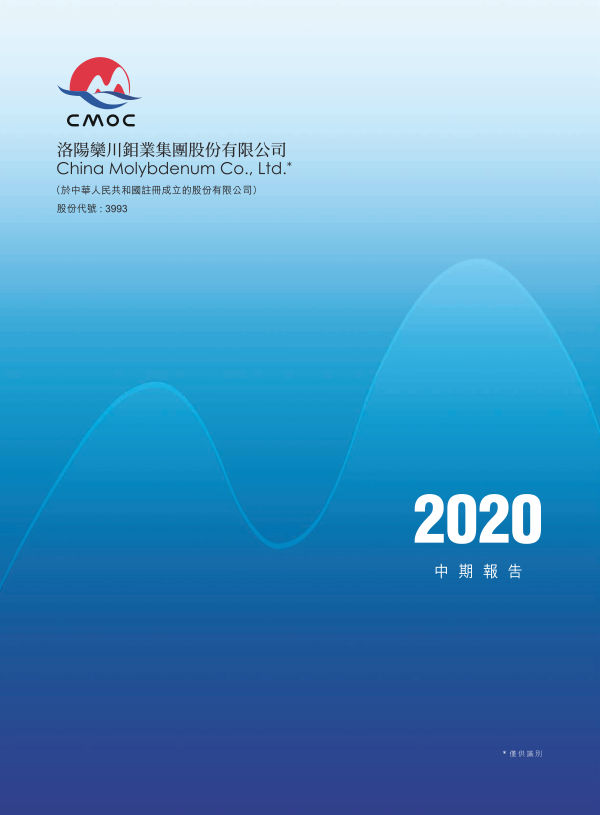 CMOC
洛陽欒川鉬業集團股份有限公司
China Molybdenum Co., Ltd.*
（於中華人民共和國註冊成立的股份有限公司）
股份代號 : 3993
2020
中期報告
* 僅供識別